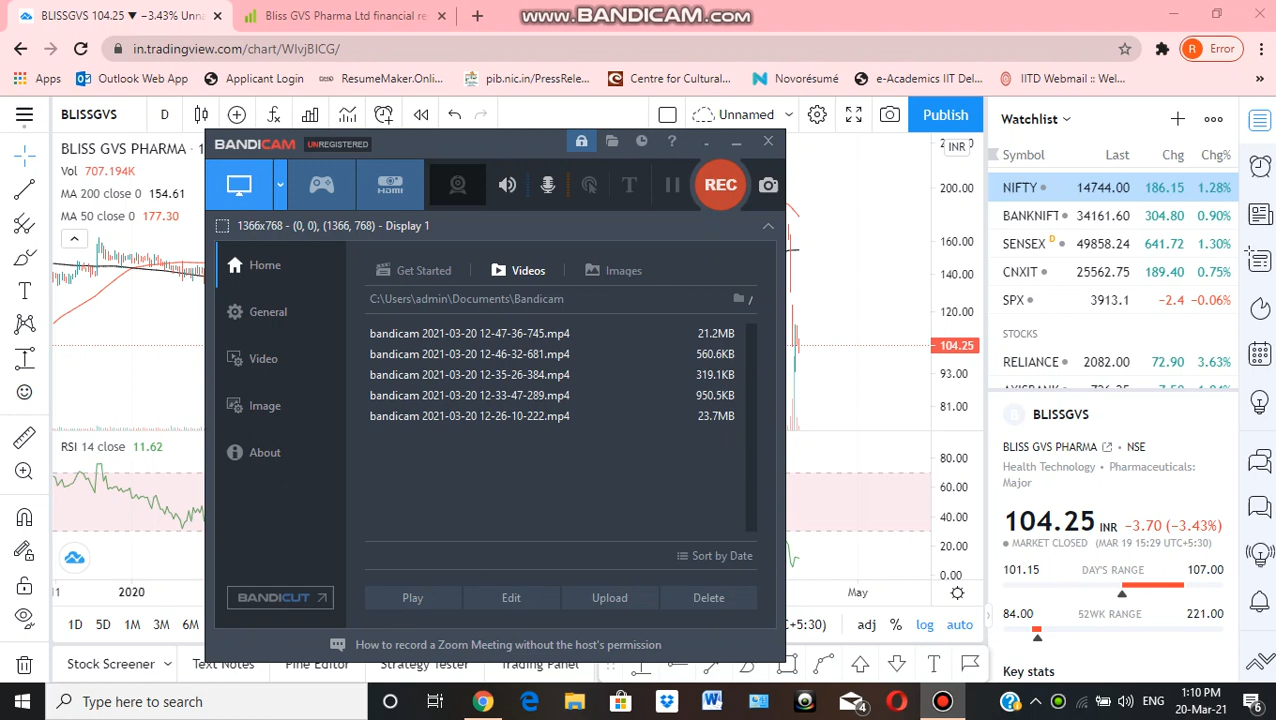 BLISSGVS 104.25 ▼ −3.43% Unna
Bliss GVS Pharma Ltd financial re
www.BANDICAM.com
in.tradingview.com/chart/WIvjBICG/
R Error
Apps
Outlook Web App
Applicant Login
ResumeMaker.Onli...
pib.nic.in/PressRele...
Centre for Cultural...
Novorésumé
e-Academics IIT Del...
IITD Webmail :: Wel...
»
BLISSGVS
D
Unnamed
Publish
Watchlist
BLISS GVS PHARMA · 1
Vol 707.194K
MA 200 close 0 154.61
MA 50 close 0 177.30
BANDICAM UNREGISTERED
HDMI
REC
1366x768 - (0, 0), (1366, 768) - Display 1
Home
General
Video
Image
About
BANDICUT
Get Started
Videos
Images
C:\Users\admin\Documents\Bandicam
bandicam 2021-03-20 12-47-36-745.mp4 21.2MB
bandicam 2021-03-20 12-46-32-681.mp4 560.6KB
bandicam 2021-03-20 12-35-26-384.mp4 319.1KB
bandicam 2021-03-20 12-33-47-289.mp4 950.5KB
bandicam 2021-03-20 12-26-10-222.mp4 23.7MB
Sort by Date
Play
Edit
Upload
Delete
How to record a Zoom Meeting without the host's permission
INR
200.00
160.00
140.00
120.00
104.25
93.00
81.00
RSI 14 close 11.62
80.00
60.00
40.00
20.00
0.00
2020
May
1D 5D 1M 3M 6M
C+5:30)
adj % log auto
Stock Screener
Text Notes
Pine Editor
Strategy Tester
Trading Panel
Symbol Last Chg Chg%
NIFTY 14744.00 186.15 1.28%
BANKNIFT 34161.60 304.80 0.90%
SENSEX D 49858.24 641.72 1.30%
CNXIT 25562.75 189.40 0.75%
SPX 3913.1 −2.4 −0.06%
STOCKS
RELIANCE 2082.00 72.90 3.63%
B BLISSGVS
BLISS GVS PHARMA • NSE
Health Technology • Pharmaceuticals:
Major
104.25 INR −3.70 (−3.43%)
MARKET CLOSED (MAR 19 15:29 UTC+5:30)
101.15 DAY'S RANGE 107.00
84.00 52WK RANGE 221.00
Key stats
Type here to search
W
4
ENG
1:10 PM
20-Mar-21
6